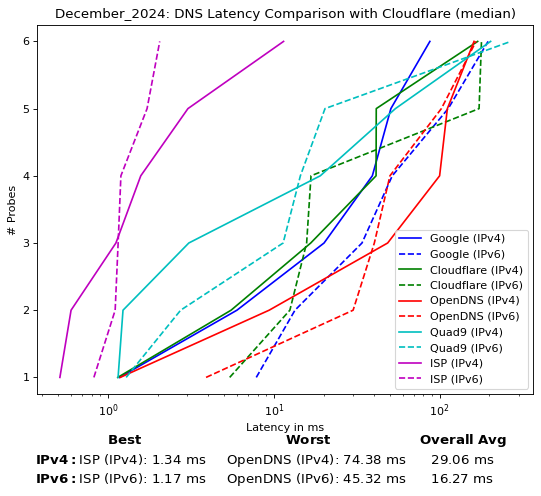 December_2024: DNS Latency Comparison with Cloudflare (median)
# Probes
6
5
4
3
2
1
Google (IPv4)
Google (IPv6)
Cloudflare (IPv4)
Cloudflare (IPv6)
OpenDNS (IPv4)
OpenDNS (IPv6)
Quad9 (IPv4)
Quad9 (IPv6)
ISP (IPv4)
ISP (IPv6)
10⁰ 10¹ 10²
Latency in ms
Best Worst Overall Avg
IPv4: ISP (IPv4): 1.34 ms OpenDNS (IPv4): 74.38 ms 29.06 ms
IPv6: ISP (IPv6): 1.17 ms OpenDNS (IPv6): 45.32 ms 16.27 ms